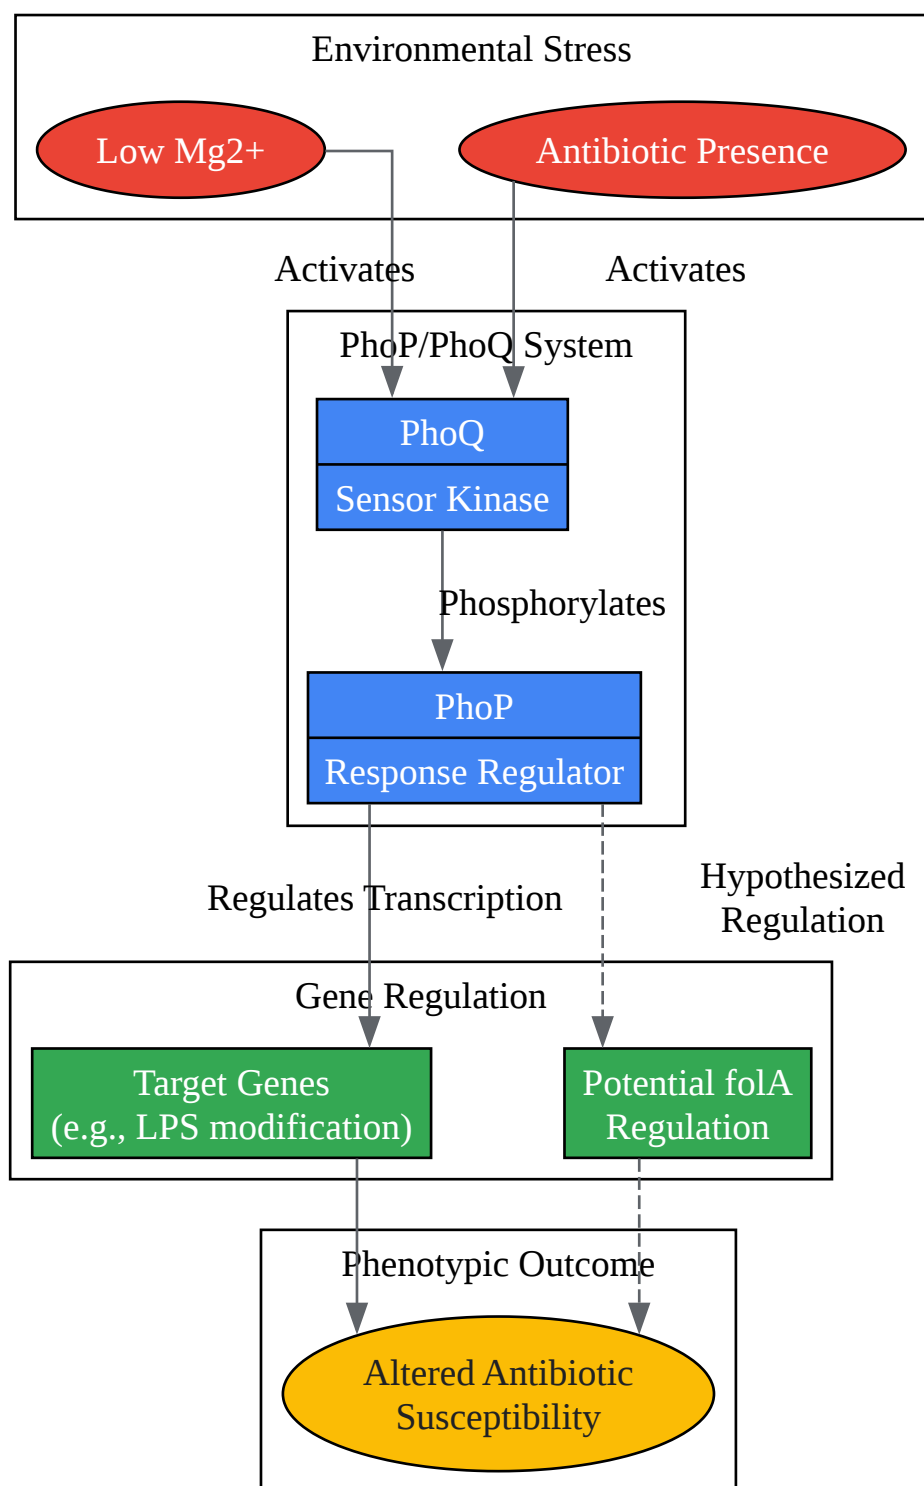 Environmental Stress
Low Mg2+
Antibiotic Presence
Activates
Activates
PhoP/PhoQ System
PhoQ
Sensor Kinase
Phosphorylates
PhoP
Response Regulator
Regulates Transcription
Hypothesized
Regulation
Gene Regulation
Target Genes
(e.g., LPS modification)
Potential folA
Regulation
Phenotypic Outcome
Altered Antibiotic
Susceptibility